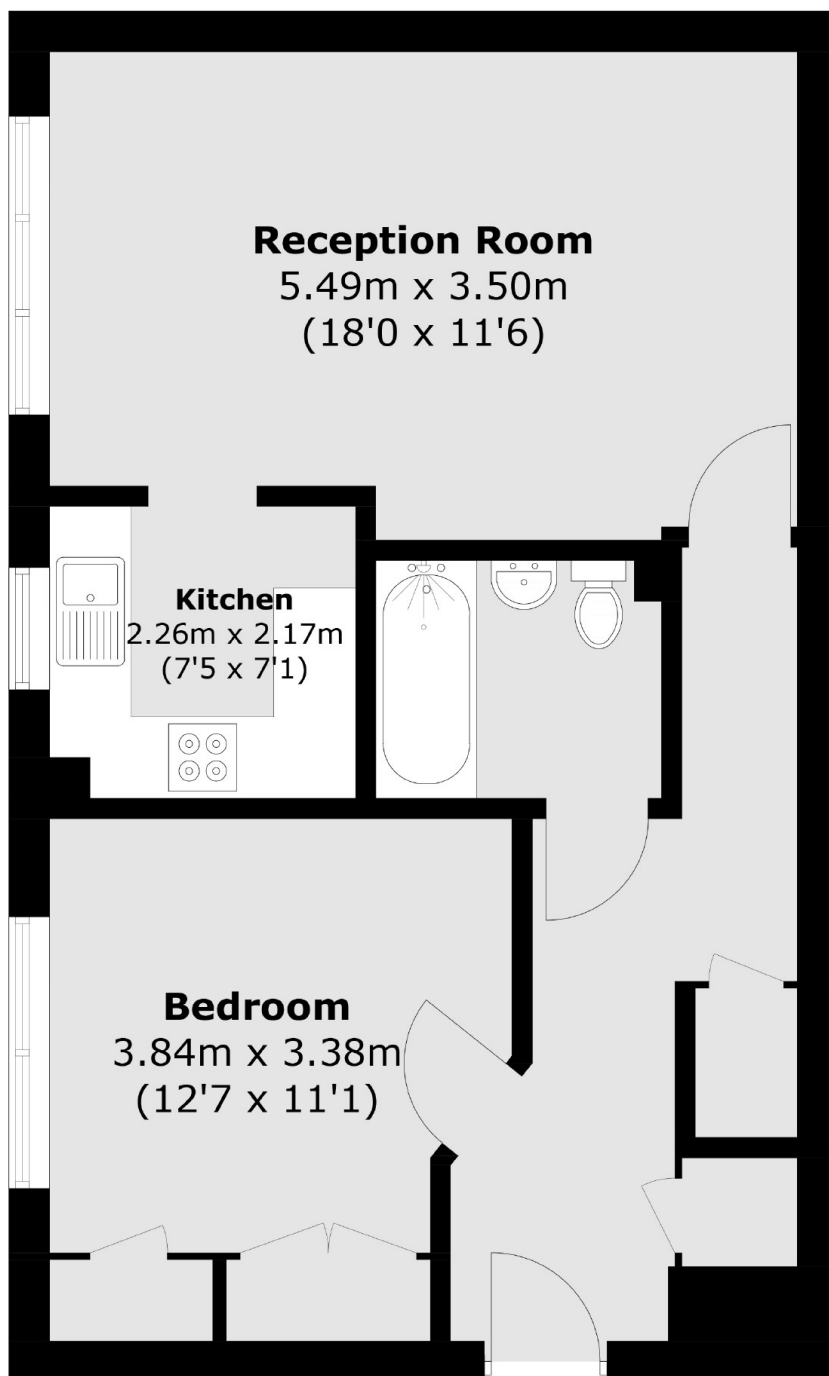 Reception Room
5.49m x 3.50m
(18'0 x 11'6)
Kitchen
2.26m x 2.17m
(7'5 x 7'1)
Bedroom
3.84m x 3.38m
(12'7 x 11'1)